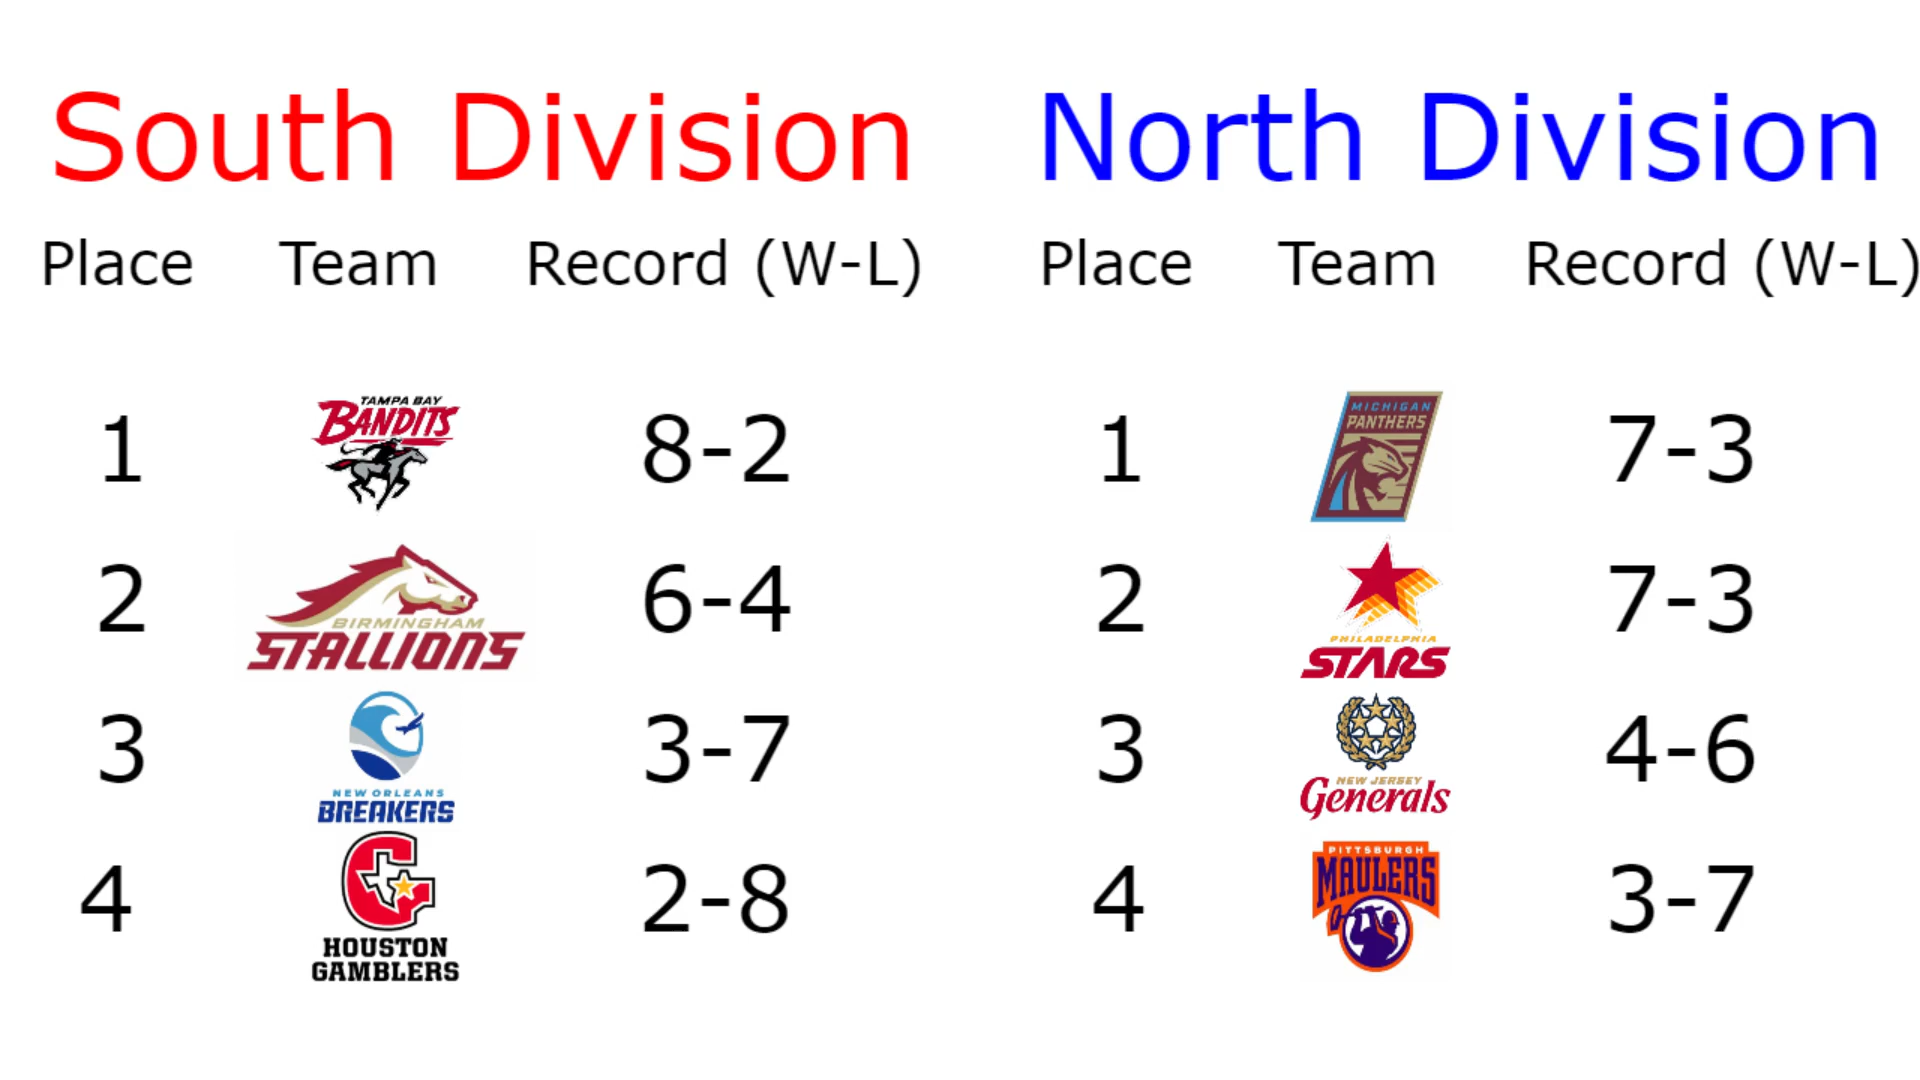 South Division
Place Team Record (W-L)
1 TAMPA BAY BANDITS 8-2
2 BIRMINGHAM STALLIONS 6-4
3 NEW ORLEANS BREAKERS 3-7
4 HOUSTON GAMBLERS 2-8
North Division
Place Team Record (W-L)
1 MICHIGAN PANTHERS 7-3
2 PHILADELPHIA STARS 7-3
3 NEW JERSEY Generals 4-6
4 PITTSBURGH MAULERS 3-7